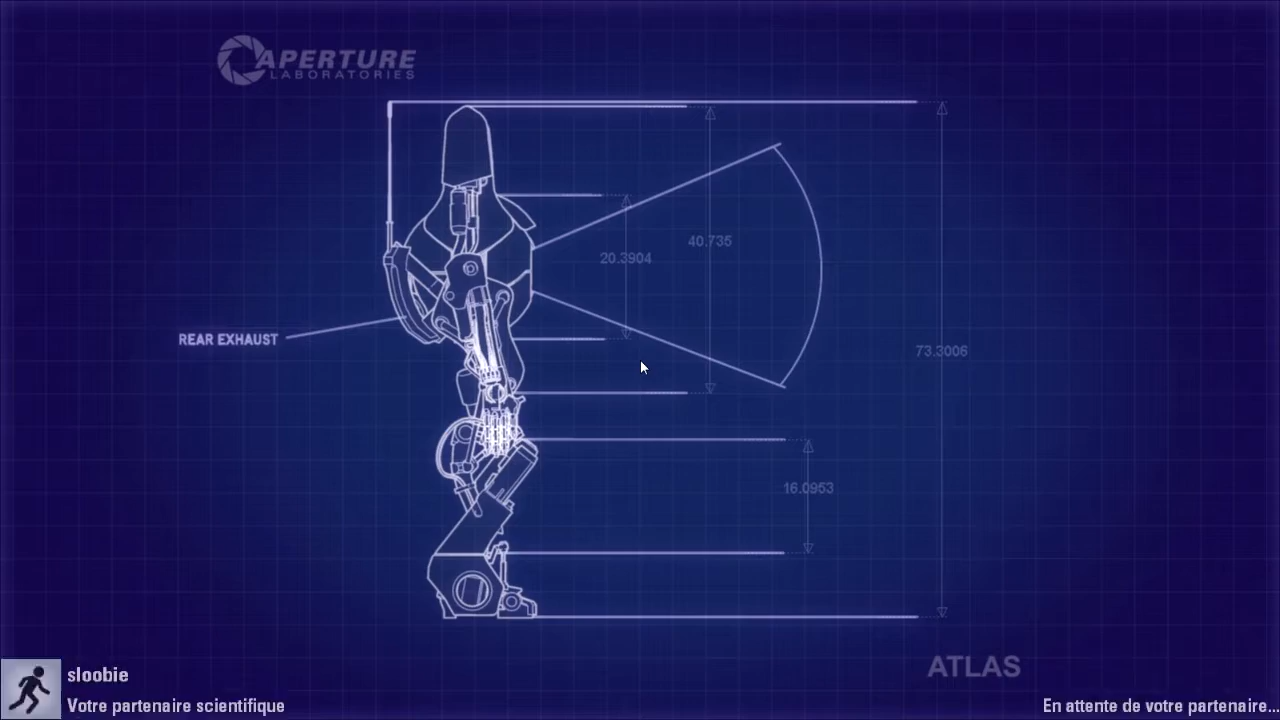 APERTURE
LABORATORIES
40.735
20.3904
REAR EXHAUST
73.3006
16.0953
ATLAS
sloobie
Votre partenaire scientifique
En attente de votre partenaire...